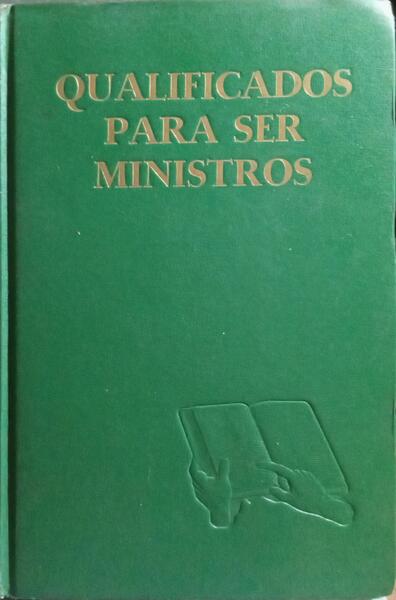 QUALIFICADOS
PARA SER
MINISTROS